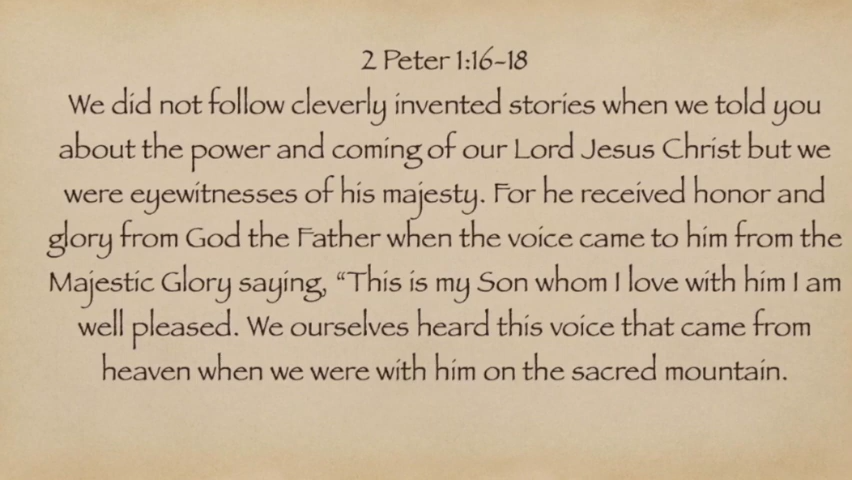 2 Peter 1:16-18
We did not follow cleverly invented stories when we told you
about the power and coming of our Lord Jesus Christ but we
were eyewitnesses of his majesty. For he received honor and
glory from God the Father when the voice came to him from the
Majestic Glory saying, “This is my Son whom I love with him I am
well pleased. We ourselves heard this voice that came from
heaven when we were with him on the sacred mountain.